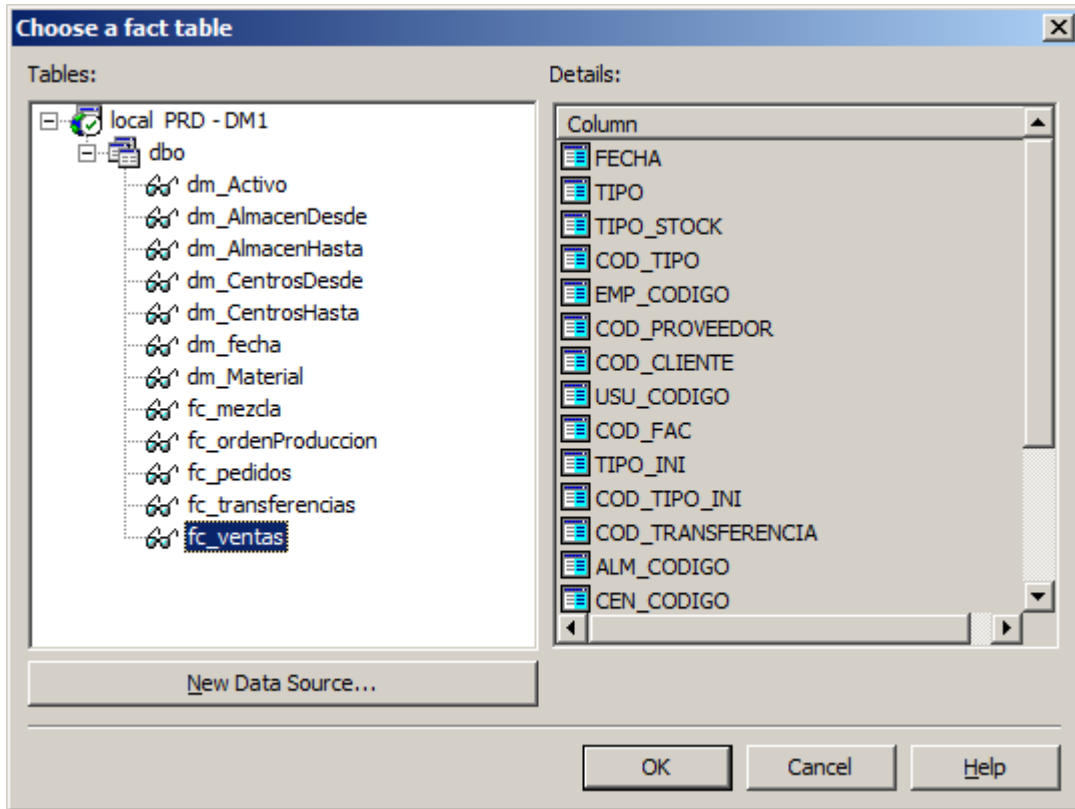 Choose a fact table
Tables:
local PRD - DM1
dbo
dm_Activo
dm_AlmacenDesde
dm_AlmacenHasta
dm_CentrosDesde
dm_CentrosHasta
dm_fecha
dm_Material
fc_mezcla
fc_ordenProduccion
fc_pedidos
fc_transferencias
fc_ventas
New Data Source...
Details:
Column
FECHA
TIPO
TIPO_STOCK
COD_TIPO
EMP_CODIGO
COD_PROVEEDOR
COD_CLIENTE
USU_CODIGO
COD_FAC
TIPO_INI
COD_TIPO_INI
COD_TRANSFERENCIA
ALM_CODIGO
CEN_CODIGO
OK
Cancel
Help